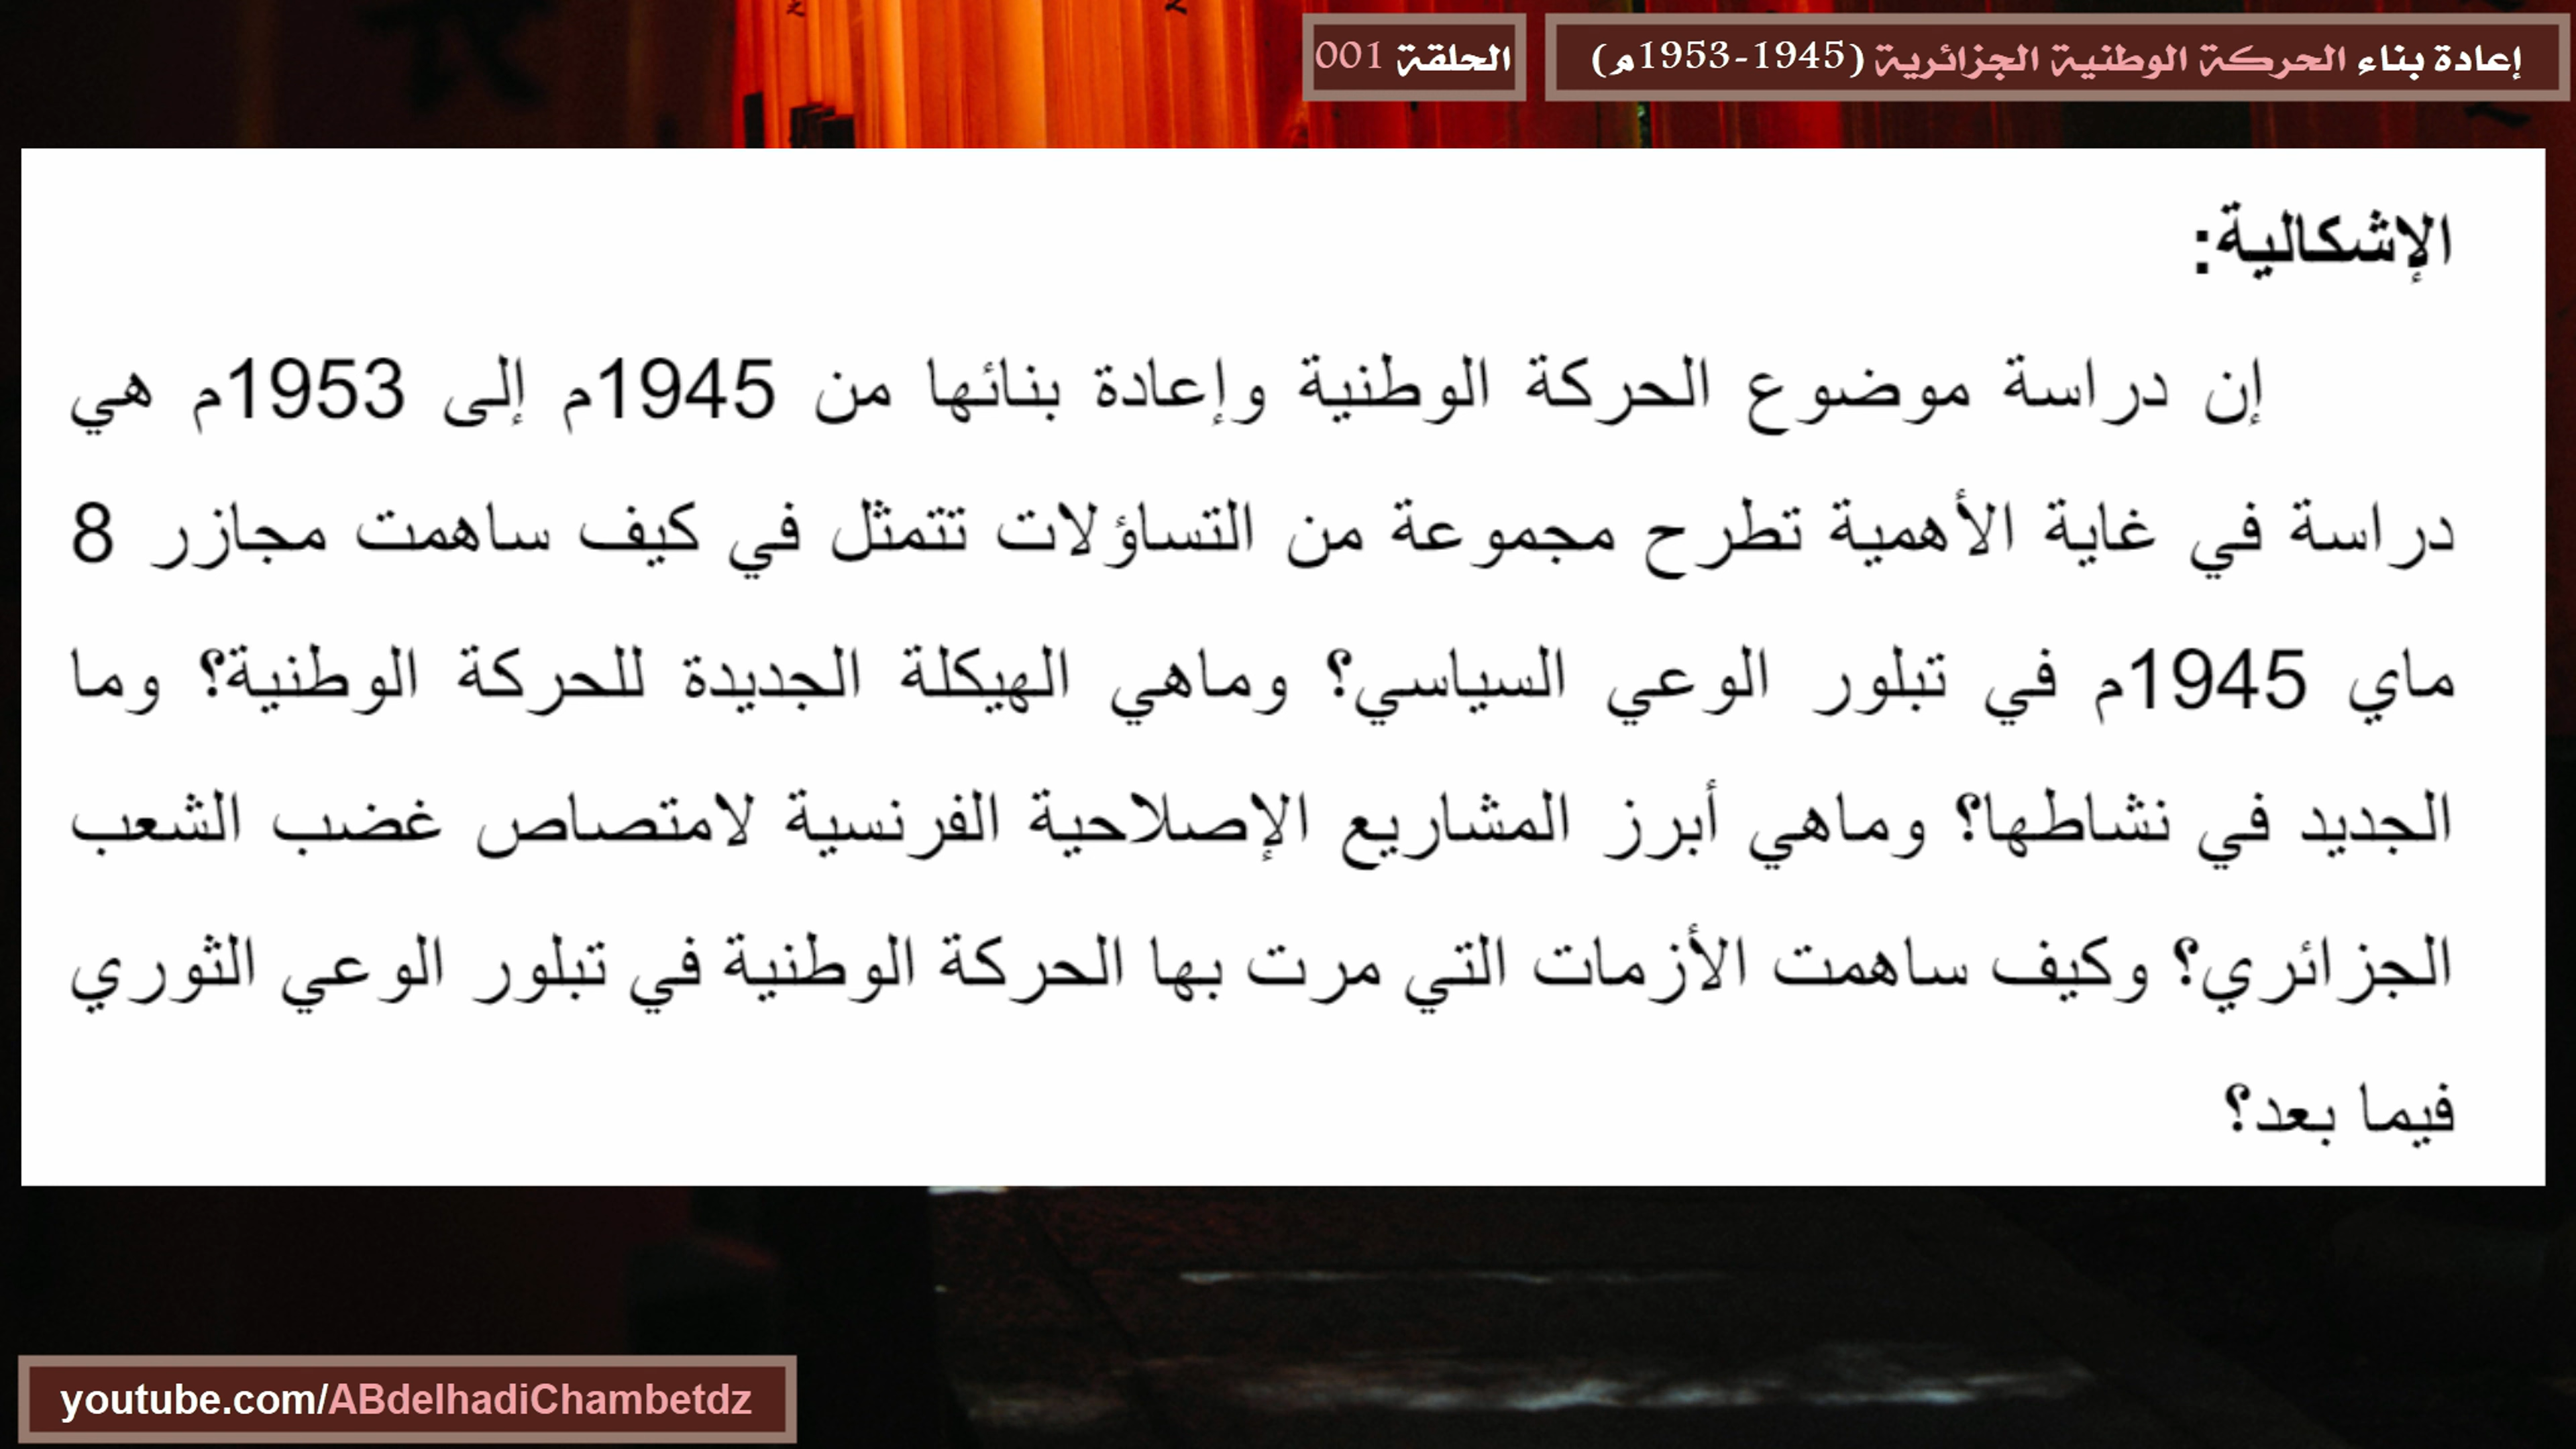 إعادة بناء الحركة الوطنية الجزائرية (1945-1953م)
الحلقة 001
الإشكالية:
إن دراسة موضوع الحركة الوطنية وإعادة بنائها من 1945م إلى 1953م هي
دراسة في غاية الأهمية تطرح مجموعة من التساؤلات تتمثل في كيف ساهمت مجازر 8
ماي 1945م في تبلور الوعي السياسي؟ وماهي الهيكلة الجديدة للحركة الوطنية؟ وما
الجديد في نشاطها؟ وماهي أبرز المشاريع الإصلاحية الفرنسية لامتصاص غضب الشعب
الجزائري؟ وكيف ساهمت الأزمات التي مرت بها الحركة الوطنية في تبلور الوعي الثوري
فيما بعد؟
youtube.com/ABdelhadiChambetdz